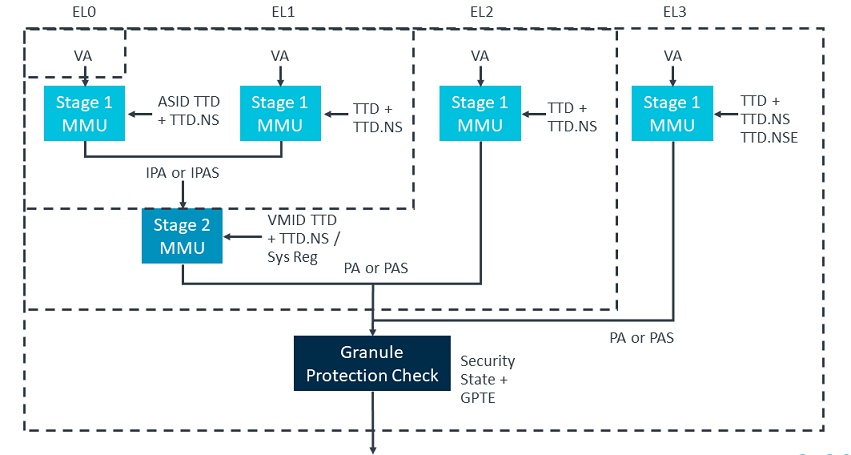 EL0
EL1
EL2
EL3
VA
VA
VA
VA
Stage 1
MMU
ASID TTD
+ TTD.NS
Stage 1
MMU
TTD +
TTD.NS
Stage 1
MMU
TTD +
TTD.NS
Stage 1
MMU
TTD +
TTD.NS
TTD.NSE
IPA or IPAS
Stage 2
MMU
VMID TTD
+ TTD.NS /
Sys Reg
PA or PAS
PA or PAS
Granule
Protection Check
Security
State +
GPTE